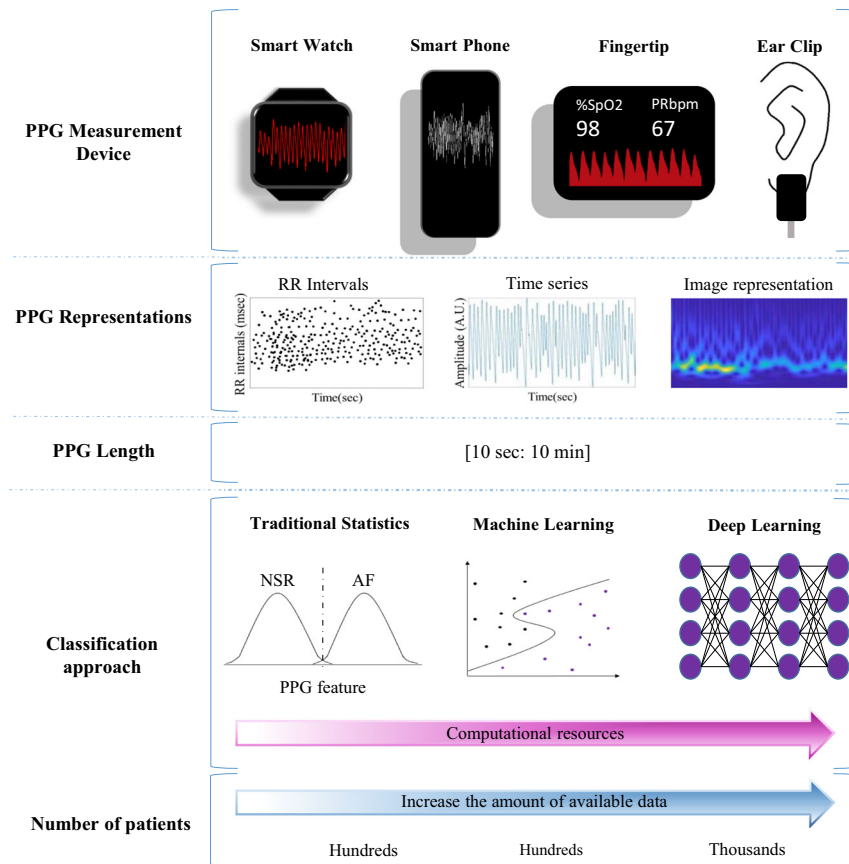 Smart Watch
Smart Phone
Fingertip
Ear Clip
PPG Measurement
Device
%SpO2
PRbpm
98
67
PPG Representations
RR Intervals
RR internals (msec)
Time(sec)
Time series
Amplitude (A.U.)
Time(sec)
Image representation
PPG Length
[10 sec: 10 min]
Classification
approach
Traditional Statistics
Machine Learning
Deep Learning
NSR
AF
PPG feature
Computational resources
Number of patients
Increase the amount of available data
Hundreds
Hundreds
Thousands